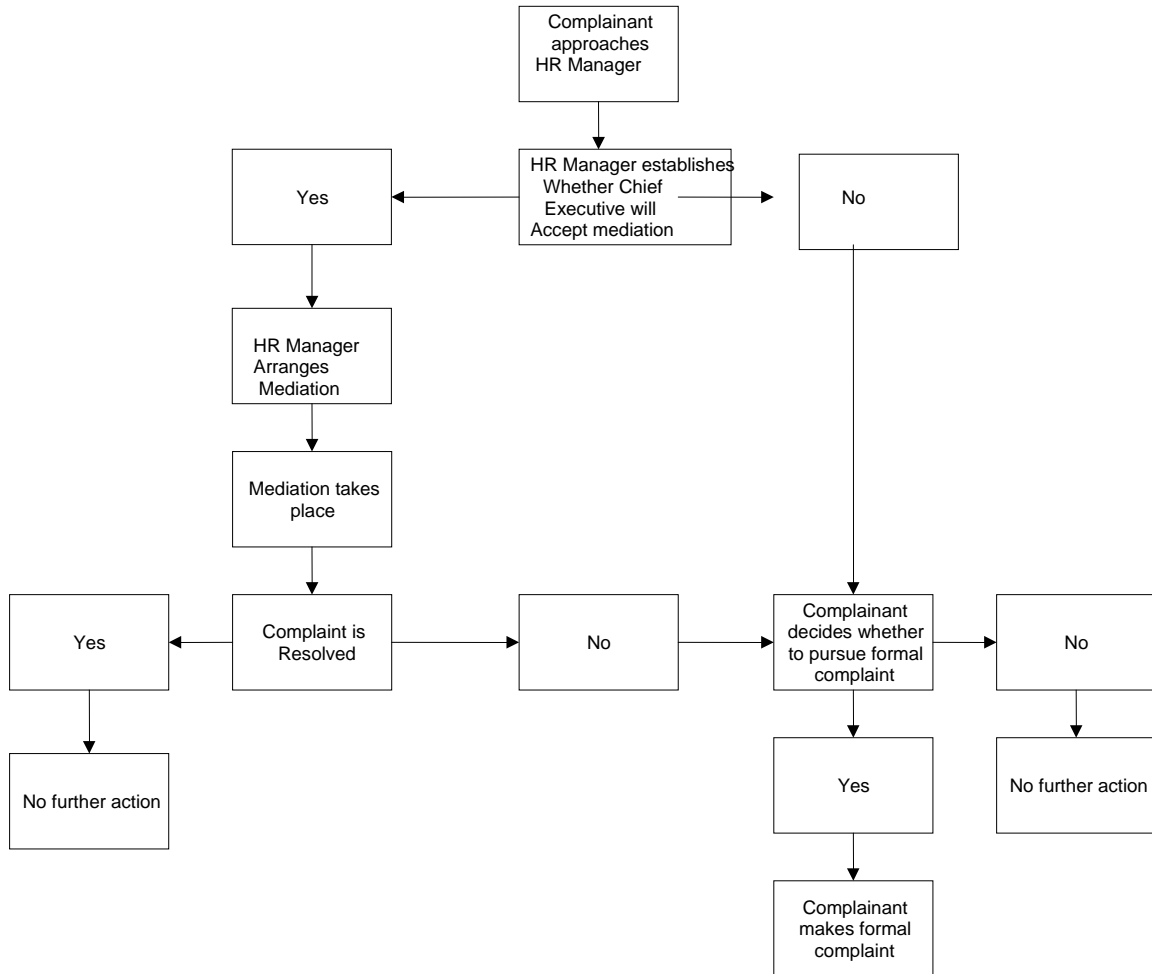 Complainant
approaches
HR Manager
Yes
HR Manager establishes
Whether Chief
Executive will
Accept mediation
No
HR Manager
Arranges
Mediation
Mediation takes
place
Yes
Complaint is
Resolved
No
Complainant
decides whether
to pursue formal
complaint
No
No further action
Yes
No further action
Complainant
makes formal
complaint